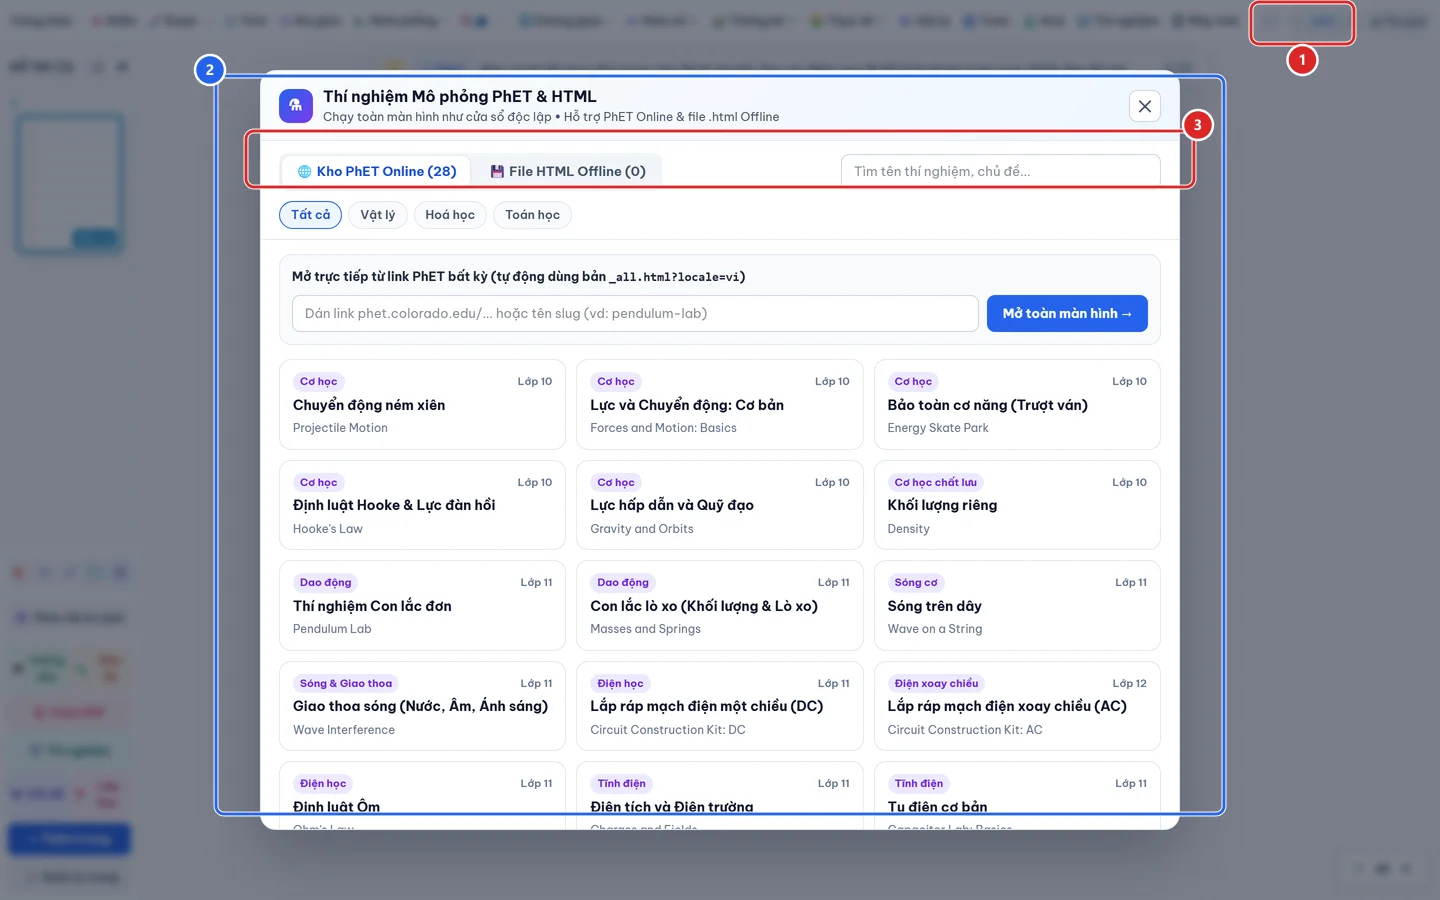 1
2
Thí nghiệm Mô phỏng PhET & HTML
Chạy toàn màn hình như cửa sổ độc lập • Hỗ trợ PhET Online & file .html Offline
3
Kho PhET Online (28)
File HTML Offline (0)
Tìm tên thí nghiệm, chủ đề...
Tất cả
Vật lý
Hoá học
Toán học
Mở trực tiếp từ link PhET bất kỳ (tự động dùng bản _all.html?locale=vi)
Dán link phet.colorado.edu/... hoặc tên slug (vd: pendulum-lab)
Mở toàn màn hình →
Cơ học
Lớp 10
Chuyển động ném xiên
Projectile Motion
Cơ học
Lớp 10
Lực và Chuyển động: Cơ bản
Forces and Motion: Basics
Cơ học
Lớp 10
Bảo toàn cơ năng (Trượt ván)
Energy Skate Park
Cơ học
Lớp 10
Định luật Hooke & Lực đàn hồi
Hooke's Law
Cơ học
Lớp 10
Lực hấp dẫn và Quỹ đạo
Gravity and Orbits
Cơ học chất lưu
Lớp 10
Khối lượng riêng
Density
Dao động
Lớp 11
Thí nghiệm Con lắc đơn
Pendulum Lab
Dao động
Lớp 11
Con lắc lò xo (Khối lượng & Lò xo)
Masses and Springs
Sóng cơ
Lớp 11
Sóng trên dây
Wave on a String
Sóng & Giao thoa
Lớp 11
Giao thoa sóng (Nước, Âm, Ánh sáng)
Wave Interference
Điện học
Lớp 11
Lắp ráp mạch điện một chiều (DC)
Circuit Construction Kit: DC
Điện xoay chiều
Lớp 12
Lắp ráp mạch điện xoay chiều (AC)
Circuit Construction Kit: AC
Điện học
Lớp 11
Định luật Ôm
Ohm's Law
Tĩnh điện
Lớp 11
Điện tích và Điện trường
Charges and Fields
Tĩnh điện
Lớp 11
Tụ điện cơ bản
Capacitor Lab: Basics